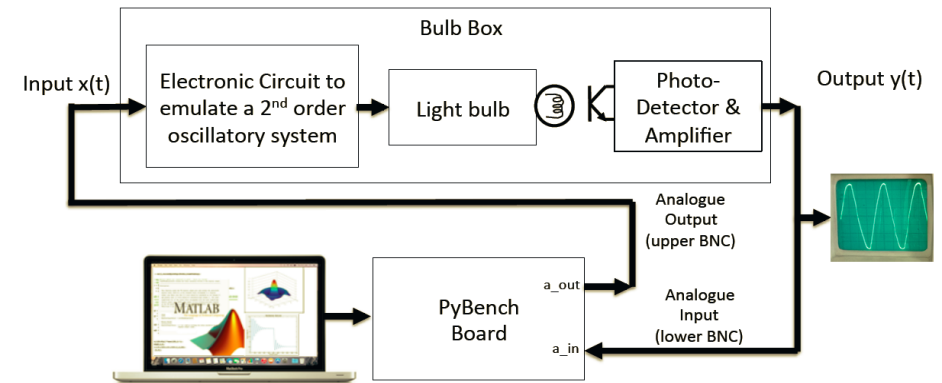 Bulb Box
Input x(t)
Electronic Circuit to
emulate a 2nd order
oscillatory system
Light bulb
Photo-
Detector &
Amplifier
Output y(t)
Analogue
Output
(upper BNC)
MATLAB
PyBench
Board
a_out
a_in
Analogue
Input
(lower BNC)